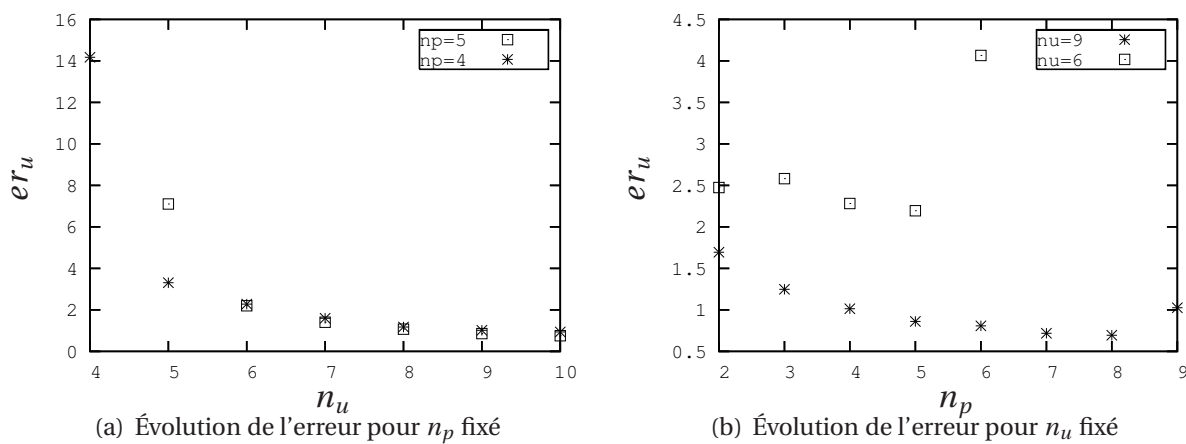 16
14
12
10
8
6
4
2
0
er_u
np=5
np=4
4 5 6 7 8 9 10
n_u
(a) Évolution de l'erreur pour n_p fixé
4.5
4
3.5
3
2.5
2
1.5
1
0.5
er_u
nu=9
nu=6
2 3 4 5 6 7 8 9
n_p
(b) Évolution de l'erreur pour n_u fixé